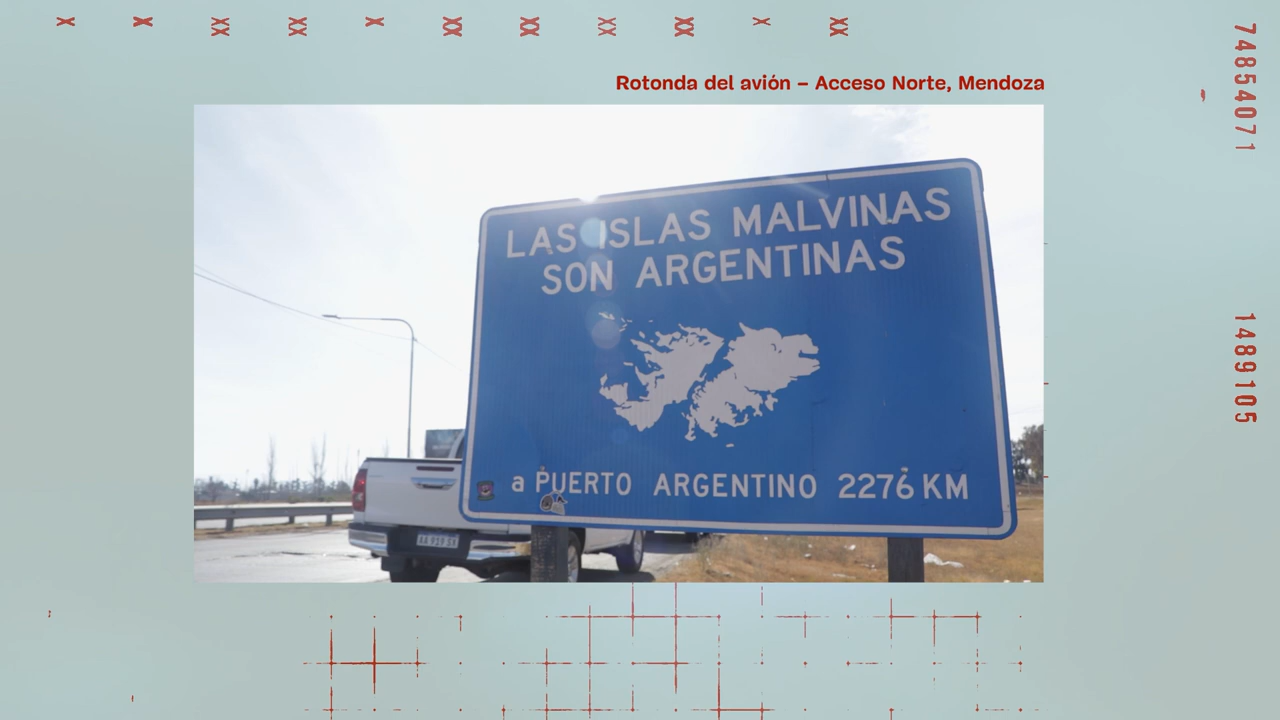 Rotonda del avión – Acceso Norte, Mendoza
LAS ISLAS MALVINAS
SON ARGENTINAS
a PUERTO ARGENTINO 2276 KM
74854071
1489105